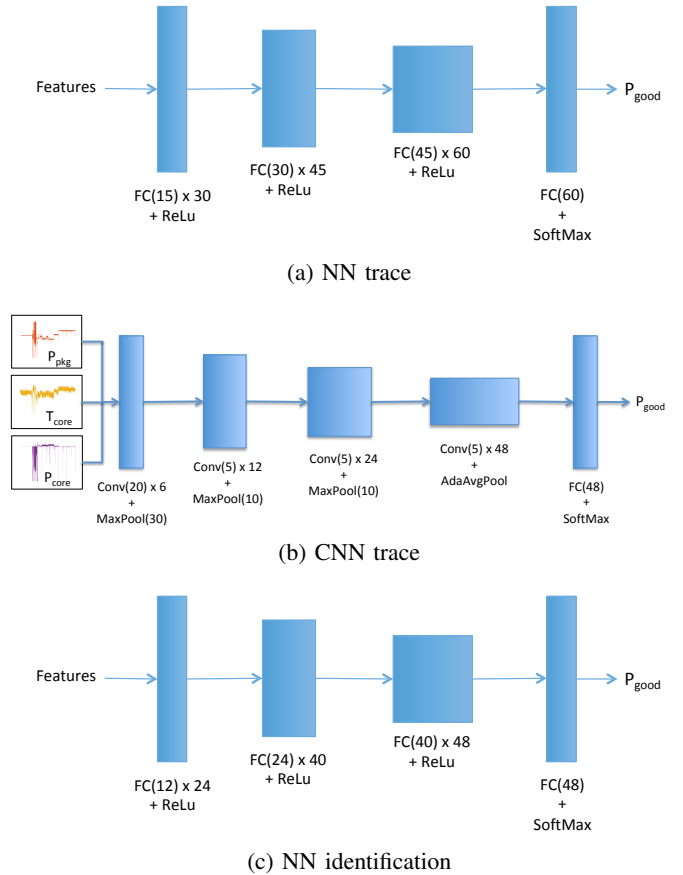 Features
P_good
FC(15) x 30
+ ReLu
FC(30) x 45
+ ReLu
FC(45) x 60
+ ReLu
FC(60)
+
SoftMax
(a) NN trace
P_pkg
T_core
P_core
P_good
Conv(20) x 6
+
MaxPool(30)
Conv(5) x 12
+
MaxPool(10)
Conv(5) x 24
+
MaxPool(10)
Conv(5) x 48
+
AdaAvgPool
FC(48)
+
SoftMax
(b) CNN trace
Features
P_good
FC(12) x 24
+ ReLu
FC(24) x 40
+ ReLu
FC(40) x 48
+ ReLu
FC(48)
+
SoftMax
(c) NN identification